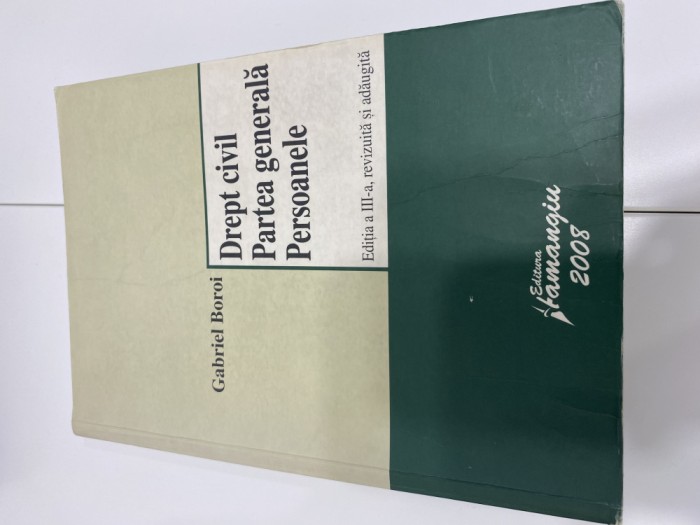 Gabriel Boroi
Drept civil
Partea generală
Persoanele
Ediția a III-a, revizuită și adăugită
Editura
Hamangiu
2008